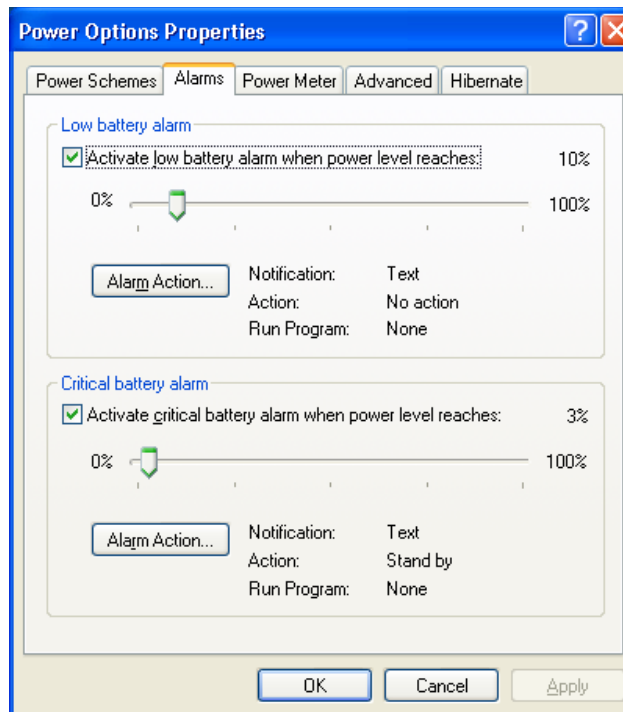 Power Options Properties
Power Schemes Alarms Power Meter Advanced Hibernate
Low battery alarm
Activate low battery alarm when power level reaches: 10%
0% 100%
Alarm Action... Notification: Text
Action: No action
Run Program: None
Critical battery alarm
Activate critical battery alarm when power level reaches: 3%
0% 100%
Alarm Action... Notification: Text
Action: Stand by
Run Program: None
OK Cancel Apply